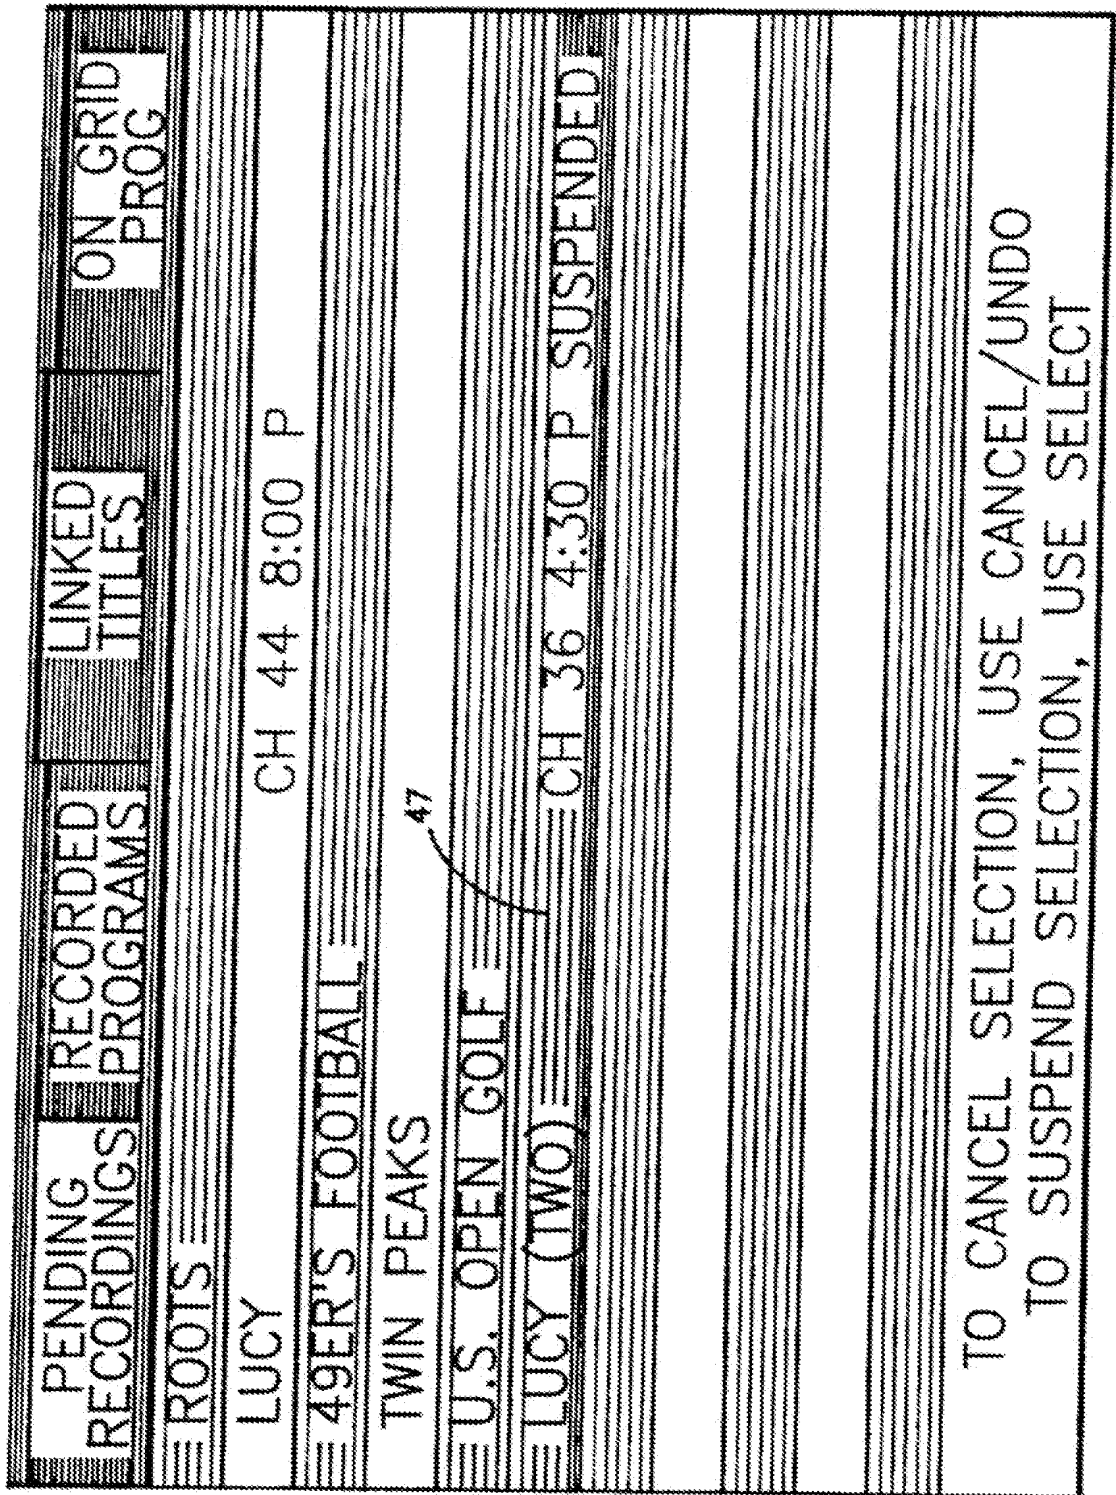 PENDING
RECORDINGS
RECORDED
PROGRAMS
LINKED
TITLES
ON GRID
PROG
ROOTS
LUCY CH 44 8:00 P
49ER'S FOOTBALL
TWIN PEAKS
47
U.S. OPEN GOLF
LUCY (TWO) CH 36 4:30 P SUSPENDED
TO CANCEL SELECTION, USE CANCEL/UNDO
TO SUSPEND SELECTION, USE SELECT